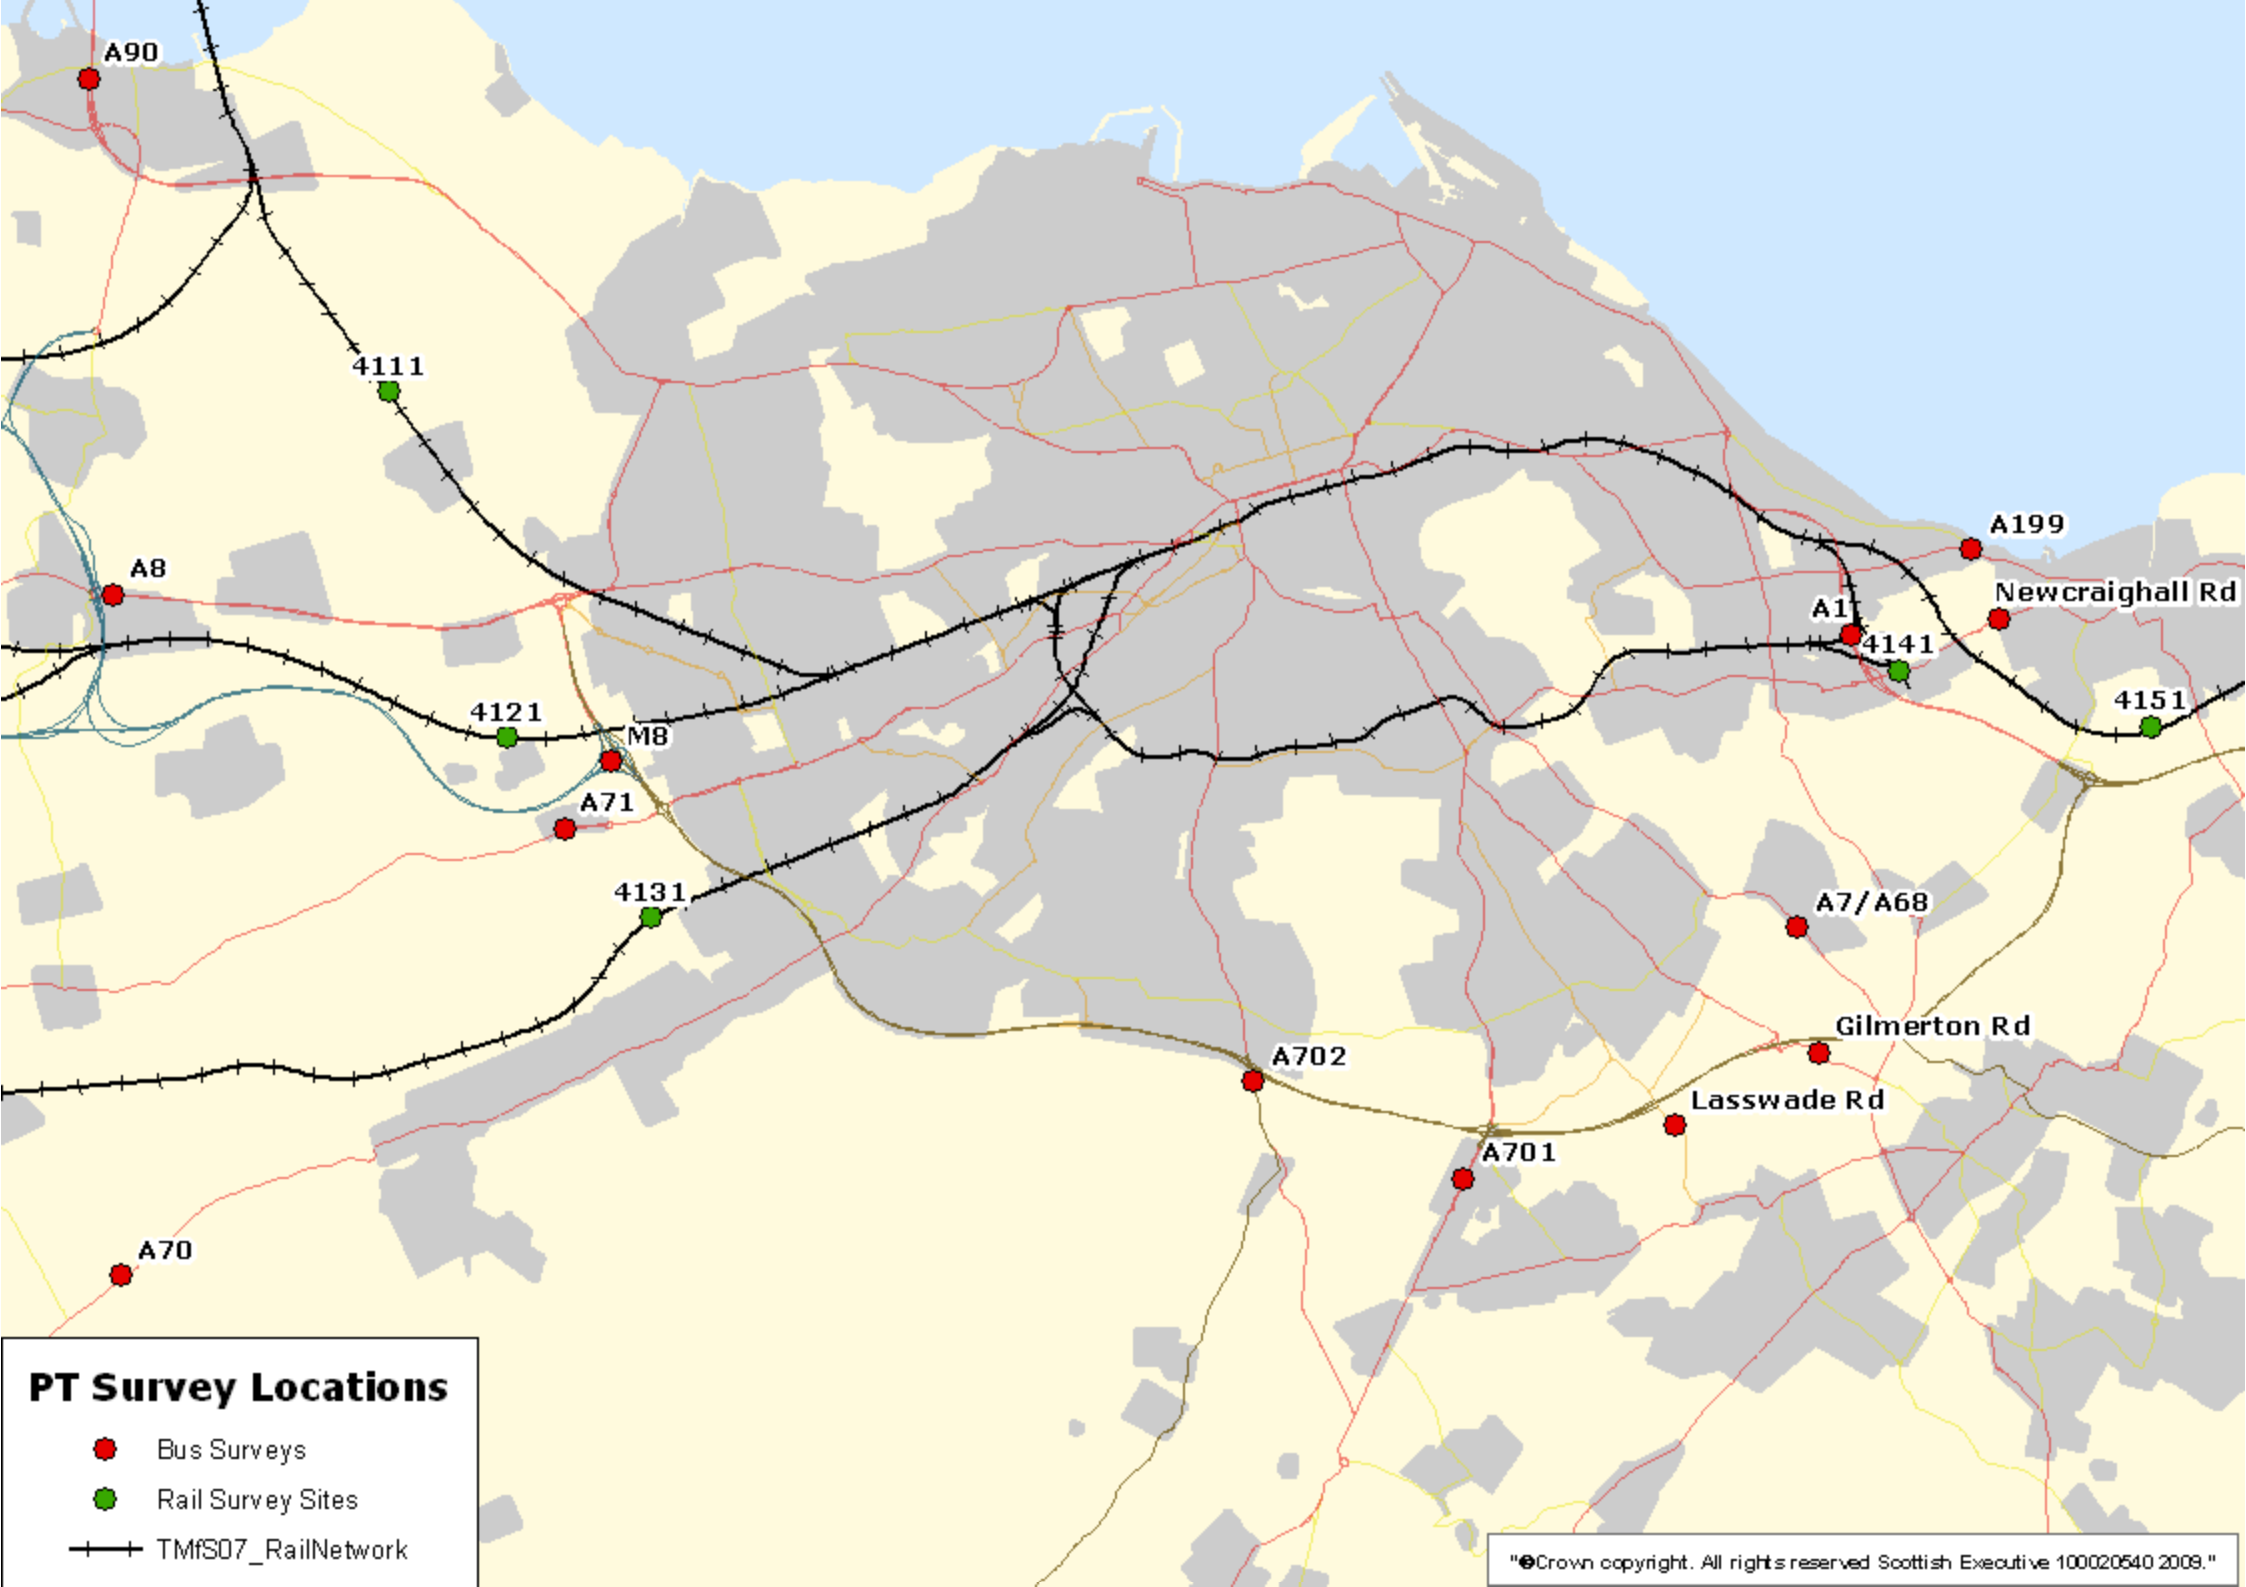 A90
4111
A8
A199
Newcraighall Rd
A1
4141
4121
M8
4151
A71
4131
A7/A68
Gilmerton Rd
A702
Lasswade Rd
A701
A70
PT Survey Locations
Bus Surveys
Rail Survey Sites
TMfS07_RailNetwork
"©Crown copyright. All rights reserved Scottish Executive 100020540 2009."